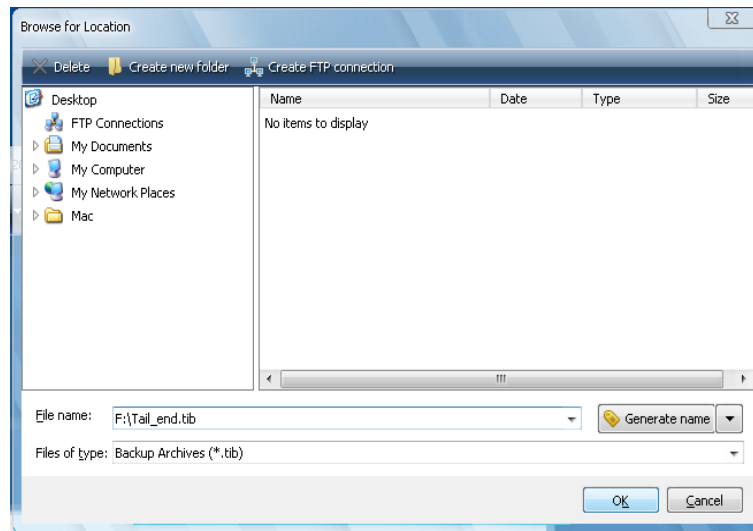 Browse for Location
Delete Create new folder Create FTP connection
Desktop
FTP Connections
My Documents
My Computer
My Network Places
Mac
Name Date Type Size
No items to display
File name: F:\Tail_end.tib Generate name
Files of type: Backup Archives (*.tib)
OK Cancel